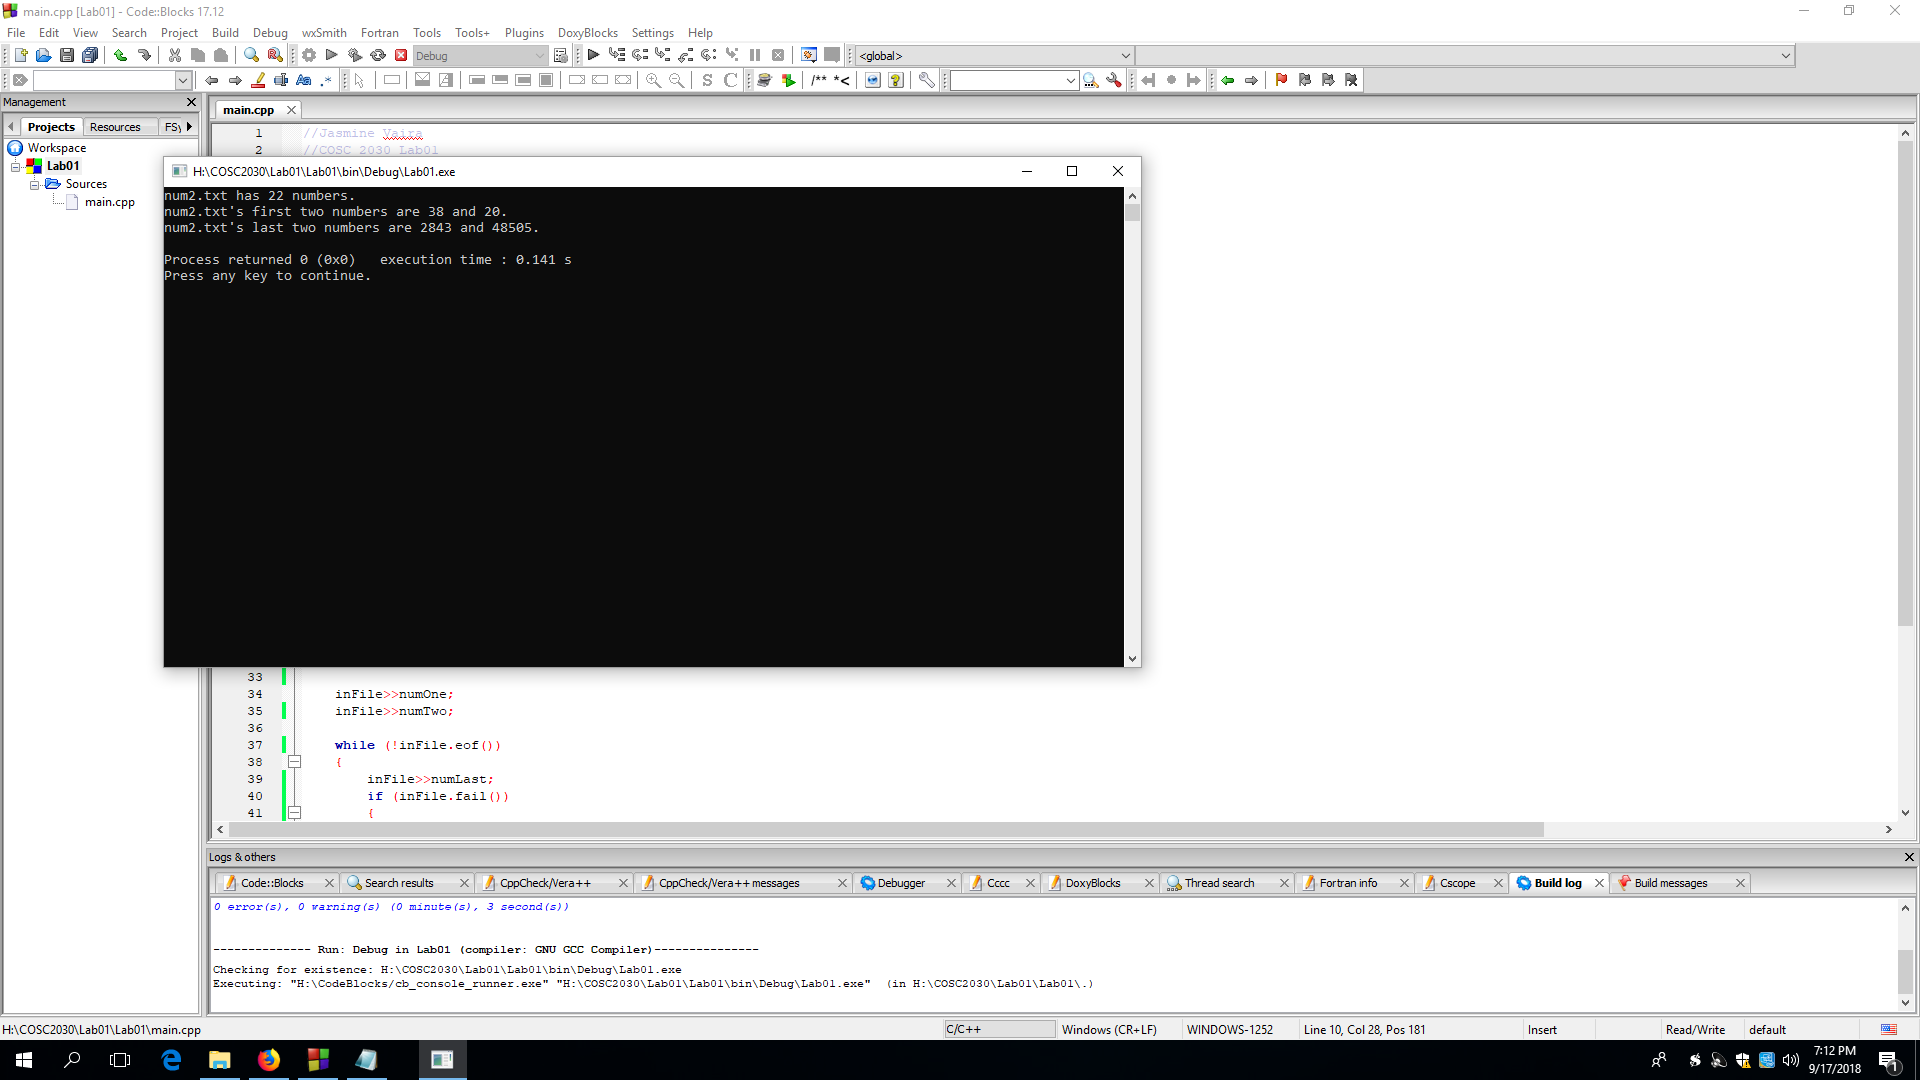 main.cpp [Lab01] - Code::Blocks 17.12
File Edit View Search Project Build Debug wxSmith Fortran Tools Tools+ Plugins DoxyBlocks Settings Help
Debug <global>
/** *<
Management
Projects Resources FSy
Workspace
Lab01
Sources
main.cpp
main.cpp
1 //Jasmine Vaira
2 //COSC 2030 Lab01
H:\COSC2030\Lab01\Lab01\bin\Debug\Lab01.exe
num2.txt has 22 numbers.
num2.txt's first two numbers are 38 and 20.
num2.txt's last two numbers are 2843 and 48505.
Process returned 0 (0x0) execution time : 0.141 s
Press any key to continue.
33
34 inFile>>numOne;
35 inFile>>numTwo;
36
37 while (!inFile.eof())
38 {
39 inFile>>numLast;
40 if (inFile.fail())
41 {
Logs & others
Code::Blocks Search results CppCheck/Vera++ CppCheck/Vera++ messages Debugger Cccc DoxyBlocks Thread search Fortran info Cscope Build log Build messages
0 error(s), 0 warning(s) (0 minute(s), 3 second(s))
-------------- Run: Debug in Lab01 (compiler: GNU GCC Compiler)---------------
Checking for existence: H:\COSC2030\Lab01\Lab01\bin\Debug\Lab01.exe
Executing: "H:\CodeBlocks/cb_console_runner.exe" "H:\COSC2030\Lab01\Lab01\bin\Debug\Lab01.exe" (in H:\COSC2030\Lab01\Lab01\.)
H:\COSC2030\Lab01\Lab01\main.cpp C/C++ Windows (CR+LF) WINDOWS-1252 Line 10, Col 28, Pos 181 Insert Read/Write default
7:12 PM
9/17/2018
1